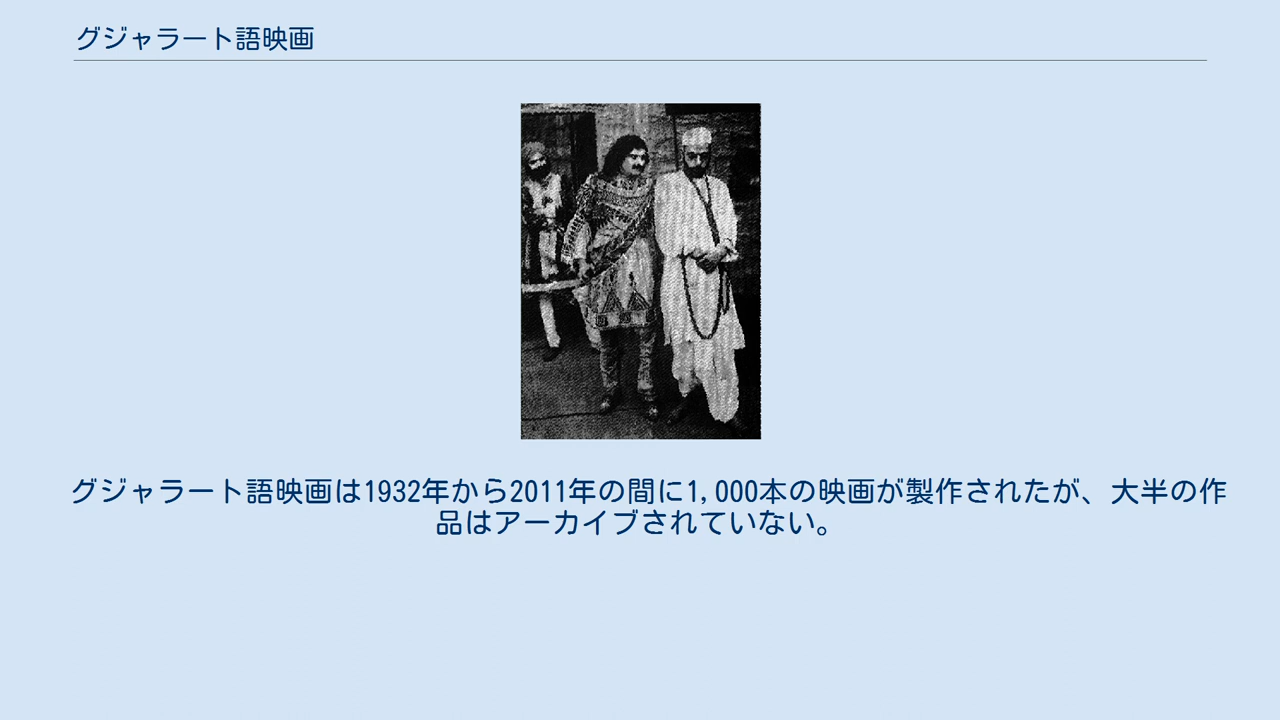 グジャラート語映画
グジャラート語映画は1932年から2011年の間に1,000本の映画が製作されたが、大半の作
品はアーカイブされていない。